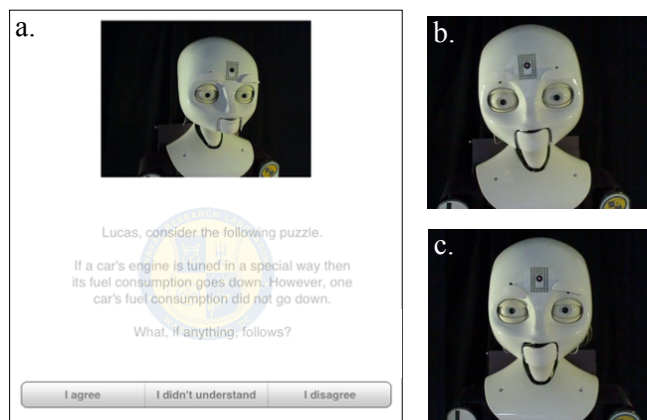 a.
Lucas, consider the following puzzle.
If a car's engine is tuned in a special way then
its fuel consumption goes down. However, one
car's fuel consumption did not go down.
What, if anything, follows?
I agree
I didn't understand
I disagree
b.
c.